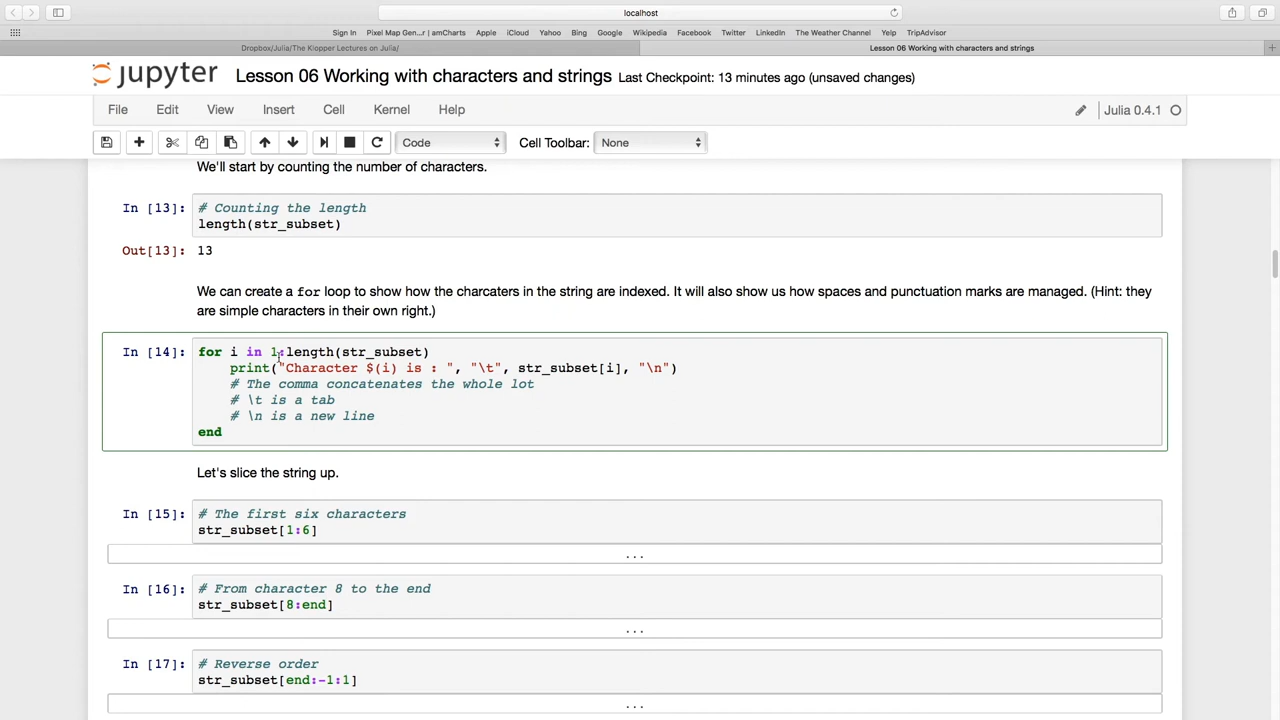 localhost
Sign In Pixel Map Gen...r | amCharts Apple iCloud Yahoo Bing Google Wikipedia Facebook Twitter LinkedIn The Weather Channel Yelp TripAdvisor
Dropbox/Julia/The Klopper Lectures on Julia/ Lesson 06 Working with characters and strings
jupyter Lesson 06 Working with characters and strings Last Checkpoint: 13 minutes ago (unsaved changes)
File Edit View Insert Cell Kernel Help Julia 0.4.1
Code Cell Toolbar: None
We'll start by counting the number of characters.
In [13]: # Counting the length
length(str_subset)
Out[13]: 13
We can create a for loop to show how the charcaters in the string are indexed. It will also show us how spaces and punctuation marks are managed. (Hint: they
are simple characters in their own right.)
In [14]: for i in 1:length(str_subset)
print("Character $(i) is : ", "\t", str_subset[i], "\n")
# The comma concatenates the whole lot
# \t is a tab
# \n is a new line
end
Let's slice the string up.
In [15]: # The first six characters
str_subset[1:6]
...
In [16]: # From character 8 to the end
str_subset[8:end]
...
In [17]: # Reverse order
str_subset[end:-1:1]
...